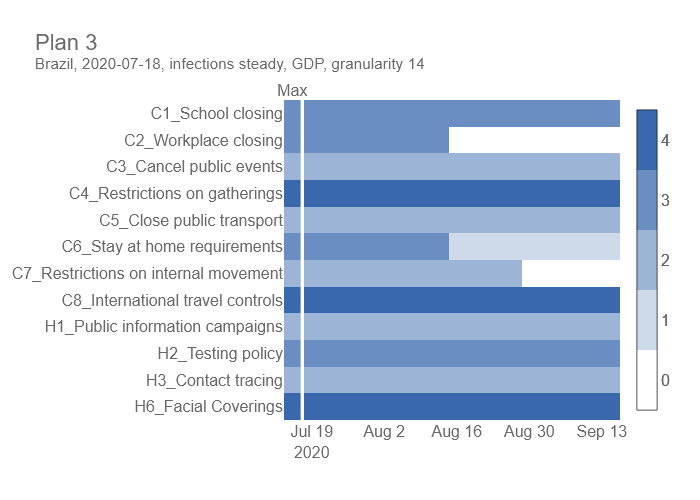 Plan 3
Brazil, 2020-07-18, infections steady, GDP, granularity 14
Max
C1_School closing
C2_Workplace closing
C3_Cancel public events
C4_Restrictions on gatherings
C5_Close public transport
C6_Stay at home requirements
C7_Restrictions on internal movement
C8_International travel controls
H1_Public information campaigns
H2_Testing policy
H3_Contact tracing
H6_Facial Coverings
4
3
2
1
0
Jul 19 Aug 2 Aug 16 Aug 30 Sep 13
2020